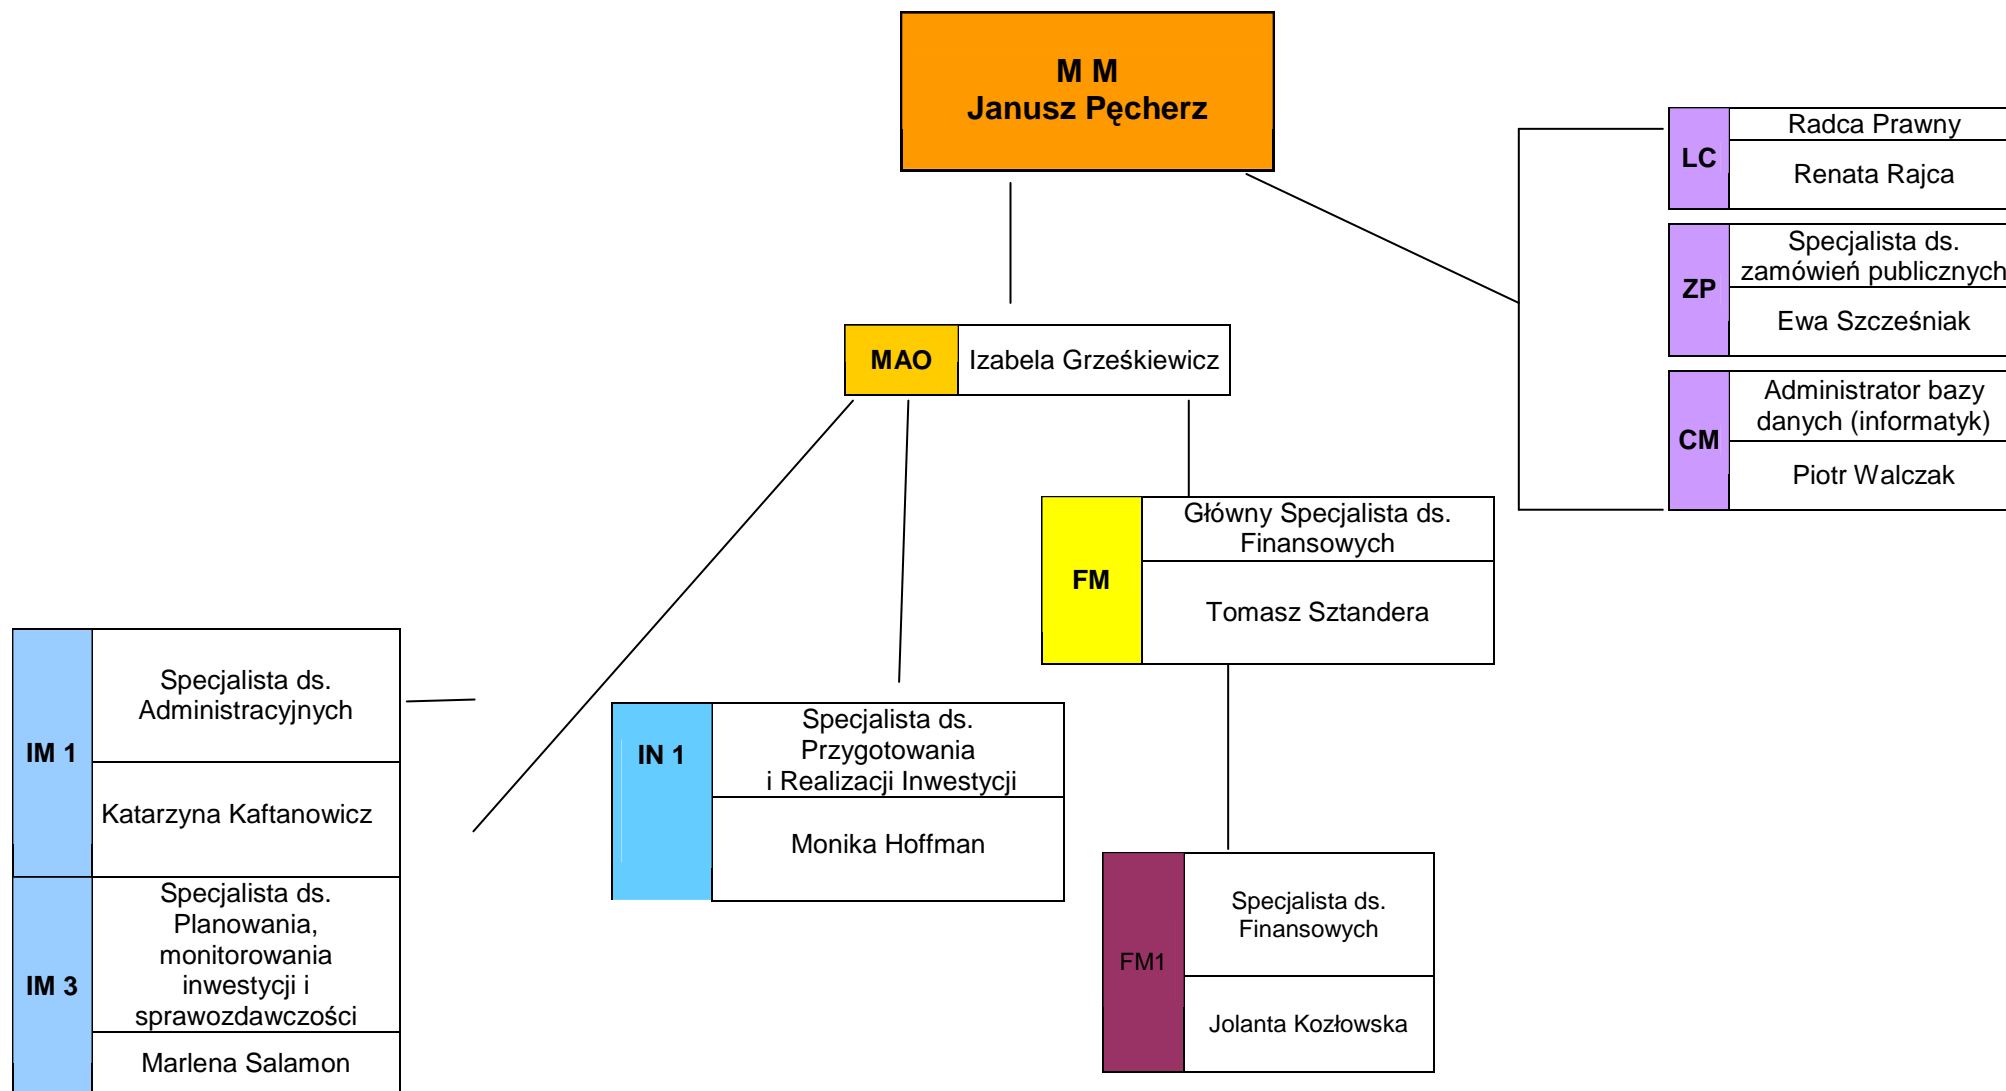 M M
Janusz Pęcherz
LC
Radca Prawny
Renata Rajca
ZP
Specjalista ds.
zamówień publicznych
Ewa Szcześniak
CM
Administrator bazy
danych (informatyk)
Piotr Walczak
MAO
Izabela Grześkiewicz
FM
Główny Specjalista ds.
Finansowych
Tomasz Sztandera
IM 1
Specjalista ds.
Administracyjnych
Katarzyna Kaftanowicz
IM 3
Specjalista ds.
Planowania,
monitorowania
inwestycji i
sprawozdawczości
Marlena Salamon
IN 1
Specjalista ds.
Przygotowania
i Realizacji Inwestycji
Monika Hoffman
FM1
Specjalista ds.
Finansowych
Jolanta Kozłowska